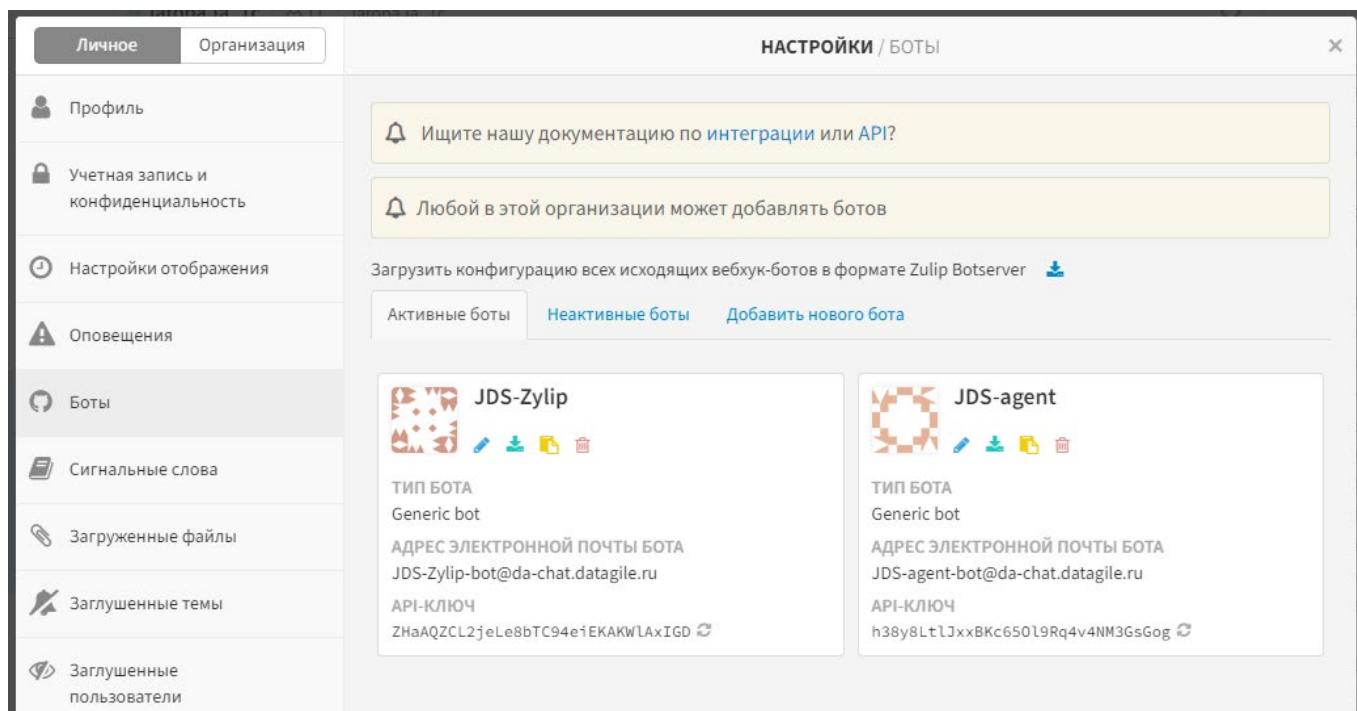 Личное
Организация
НАСТРОЙКИ / БОТЫ
Профиль
Учетная запись и
конфиденциальность
Настройки отображения
Оповещения
Боты
Сигнальные слова
Загруженные файлы
Заглушенные темы
Заглушенные
пользователи
Ищите нашу документацию по интеграции или API?
Любой в этой организации может добавлять ботов
Загрузить конфигурацию всех исходящих вебхук-ботов в формате Zulip Botserver
Активные боты
Неактивные боты
Добавить нового бота
JDS-Zylip
ТИП БОТА
Generic bot
АДРЕС ЭЛЕКТРОННОЙ ПОЧТЫ БОТА
JDS-Zylip-bot@da-chat.datagile.ru
API-КЛЮЧ
ZHaAQZCL2jeLe8bTC94eiEKAKWlAxIGD
JDS-agent
ТИП БОТА
Generic bot
АДРЕС ЭЛЕКТРОННОЙ ПОЧТЫ БОТА
JDS-agent-bot@da-chat.datagile.ru
API-КЛЮЧ
h38y8LtlJxxBKc65Ol9Rq4v4NM3GsGog